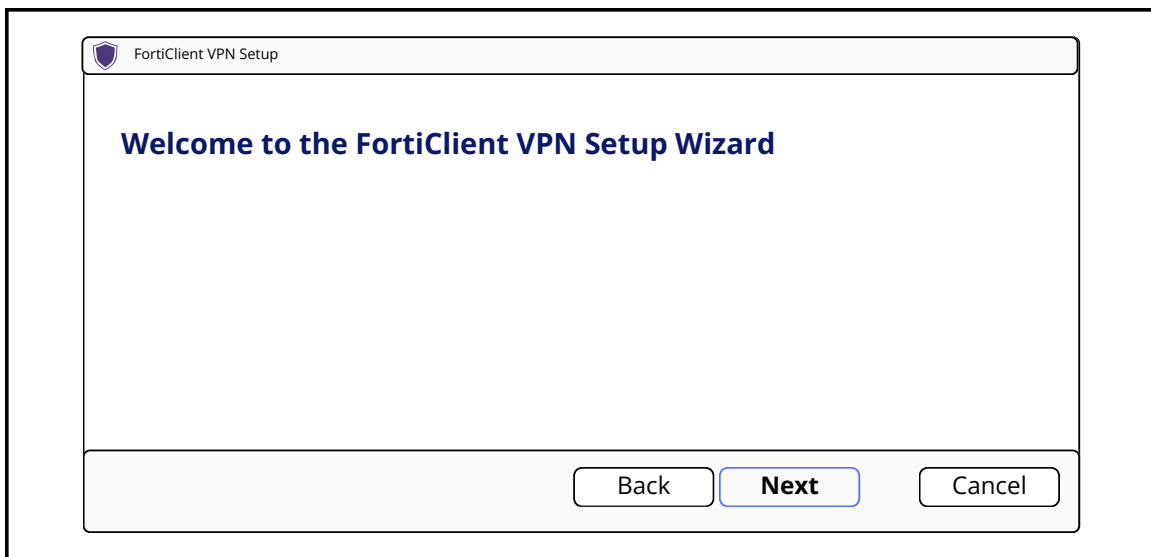 FortiClient VPN Setup
Welcome to the FortiClient VPN Setup Wizard
Back Next Cancel